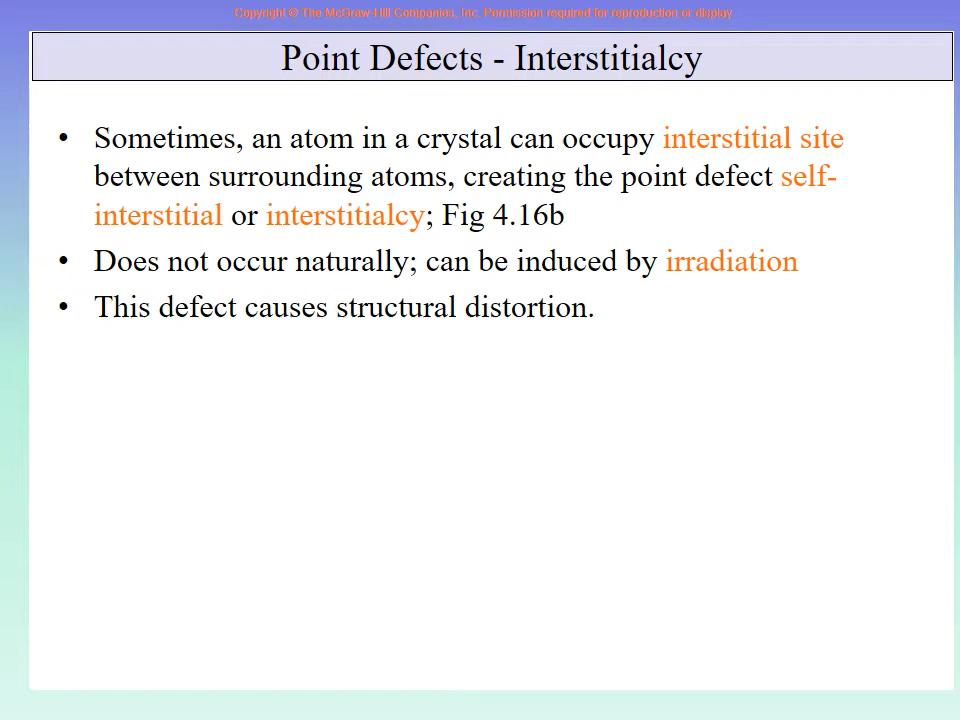 Copyright © The McGraw-Hill Companies, Inc. Permission required for reproduction or display
Point Defects - Interstitialcy
• Sometimes, an atom in a crystal can occupy interstitial site
between surrounding atoms, creating the point defect self-
interstitial or interstitialcy; Fig 4.16b
• Does not occur naturally; can be induced by irradiation
• This defect causes structural distortion.